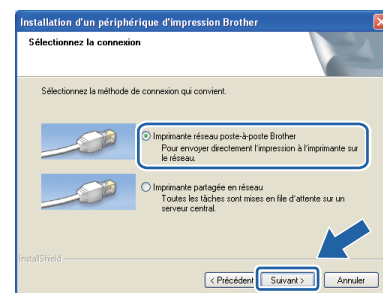 Installation d'un périphérique d'impression Brother
Sélectionnez la connexion
Sélectionnez la méthode de connexion qui convient.
Imprimante réseau poste-à-poste Brother
Pour envoyer directement l'impression à l'imprimante sur
le réseau.
Imprimante partagée en réseau
Toutes les tâches sont mises en file d'attente sur un
serveur central.
InstallShield
< Précédent
Suivant >
Annuler